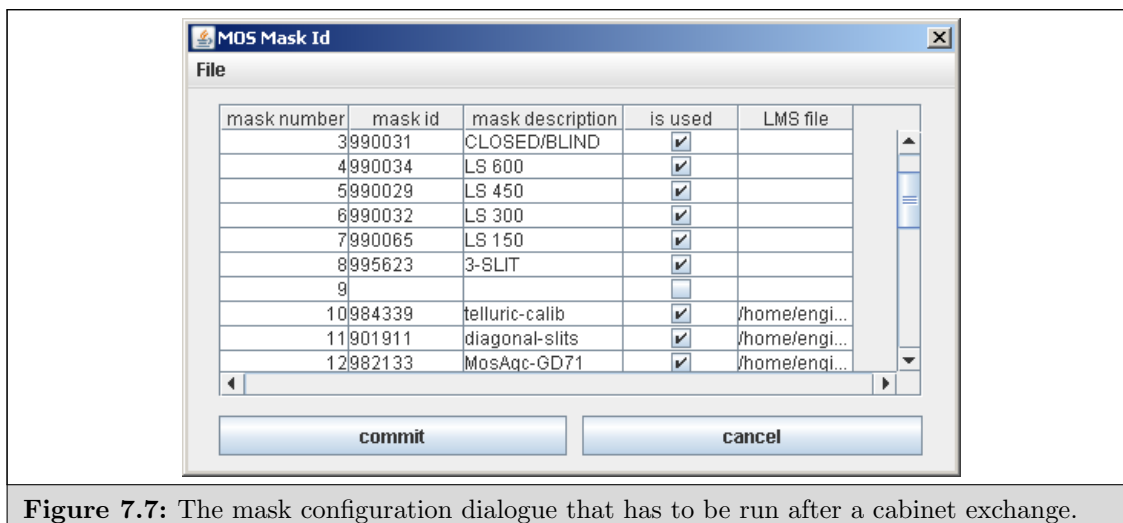 MOS Mask Id
File
mask number mask id mask description is used LMS file
3 990031 CLOSED/BLIND
4 990034 LS 600
5 990029 LS 450
6 990032 LS 300
7 990065 LS 150
8 995623 3-SLIT
9
10 984339 telluric-calib /home/engi...
11 901911 diagonal-slits /home/engi...
12 982133 MosAqc-GD71 /home/engi...
commit cancel
Figure 7.7: The mask configuration dialogue that has to be run after a cabinet exchange.